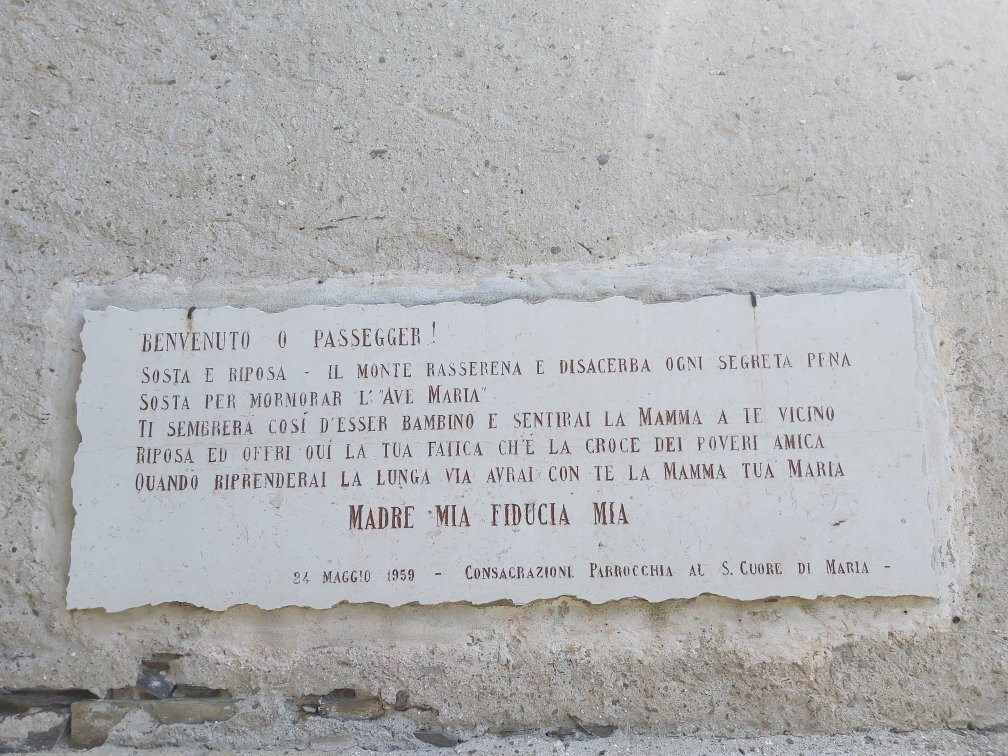 BENVENUTO O PASSEGGER!
SOSTA E RIPOSA - IL MONTE RASSERENA E DISACERBA OGNI SEGRETA PENA
SOSTA PER MORMORAR L'"AVE MARIA"
TI SEMBRERÀ COSÍ D'ESSER BAMBINO E SENTIRAI LA MAMMA A TE VICINO
RIPOSA ED OFFRI QUÍ LA TUA FATICA CH'È LA CROCE DEI POVERI AMICA
QUANDO RIPRENDERAI LA LUNGA VIA AVRAI CON TE LA MAMMA TUA MARIA
MADRE MIA FIDUCIA MIA
24 MAGGIO 1959 - CONSACRAZIONE PARROCCHIA AL S. CUORE DI MARIA -